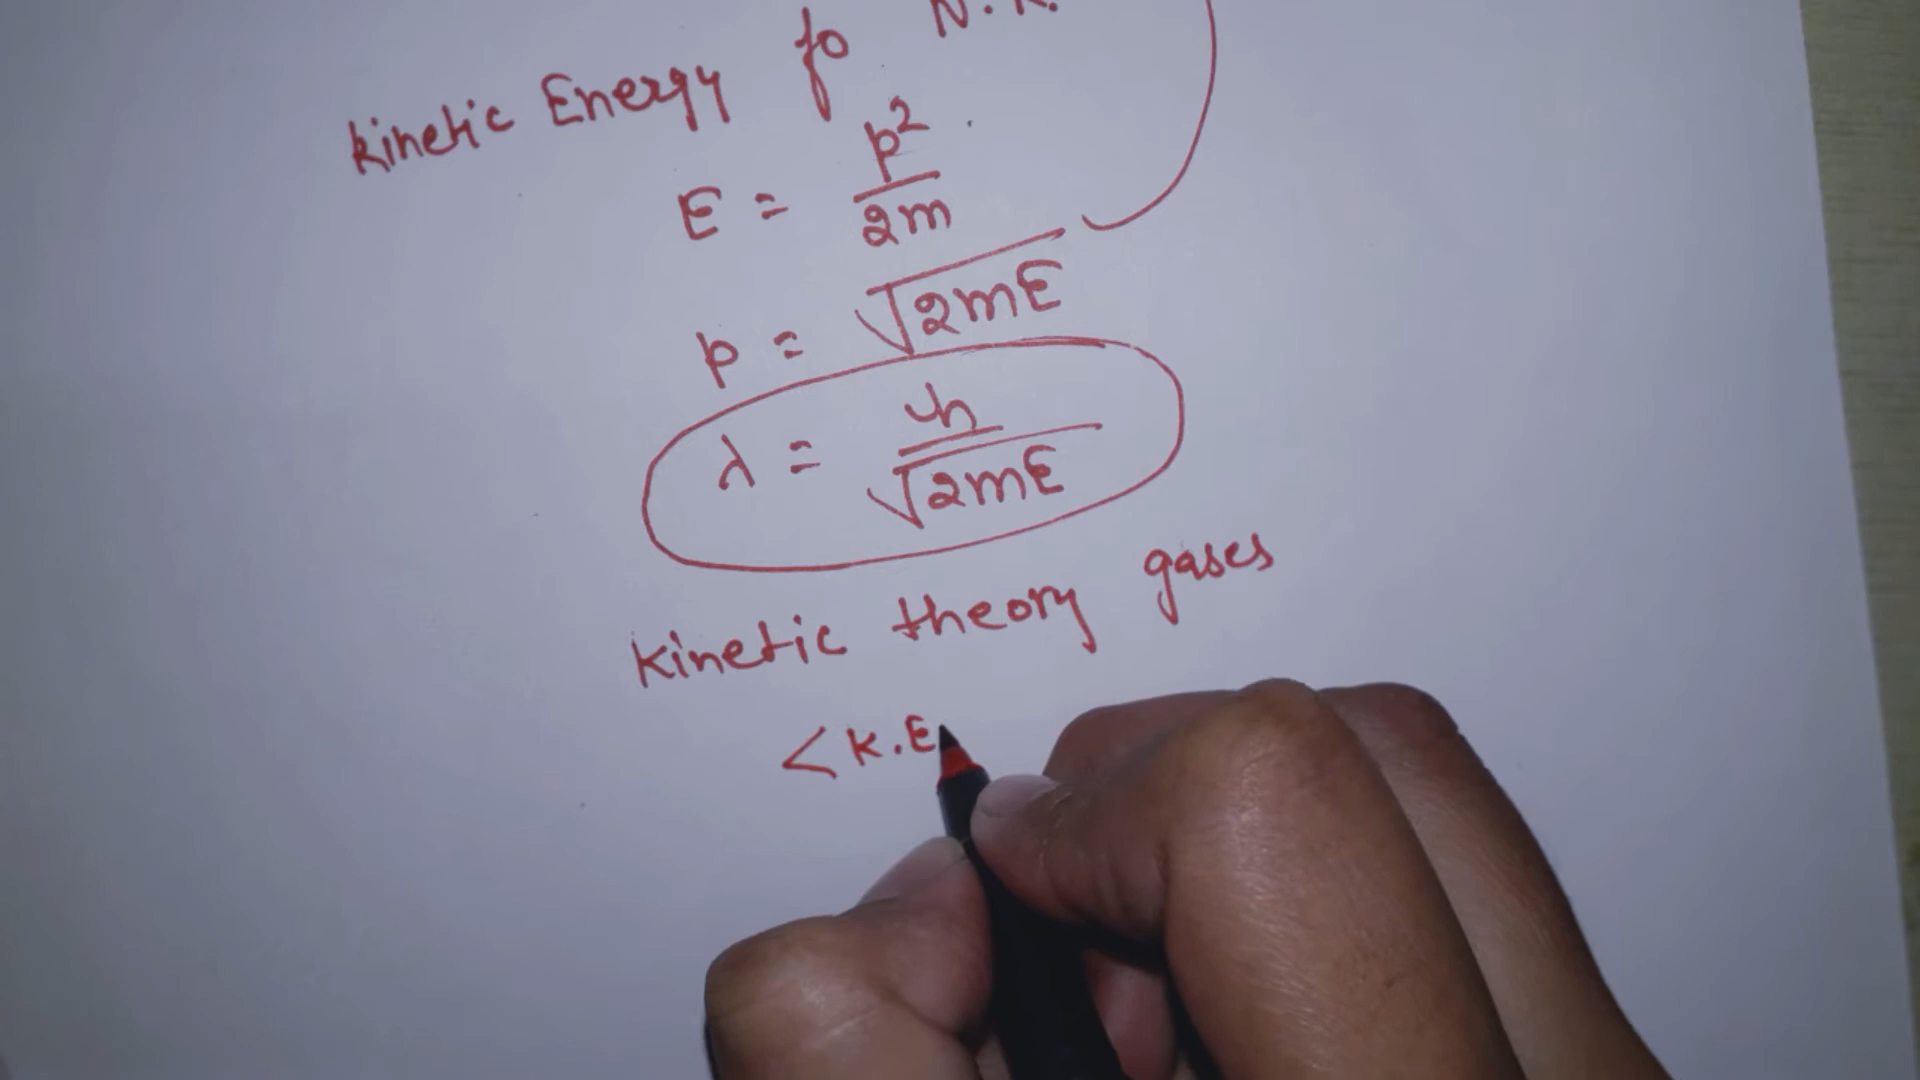 Kinetic Energy fo N.R.
E = p²/2m
p = √2mE
λ = h/√2mE
Kinetic theory gases
<K.E